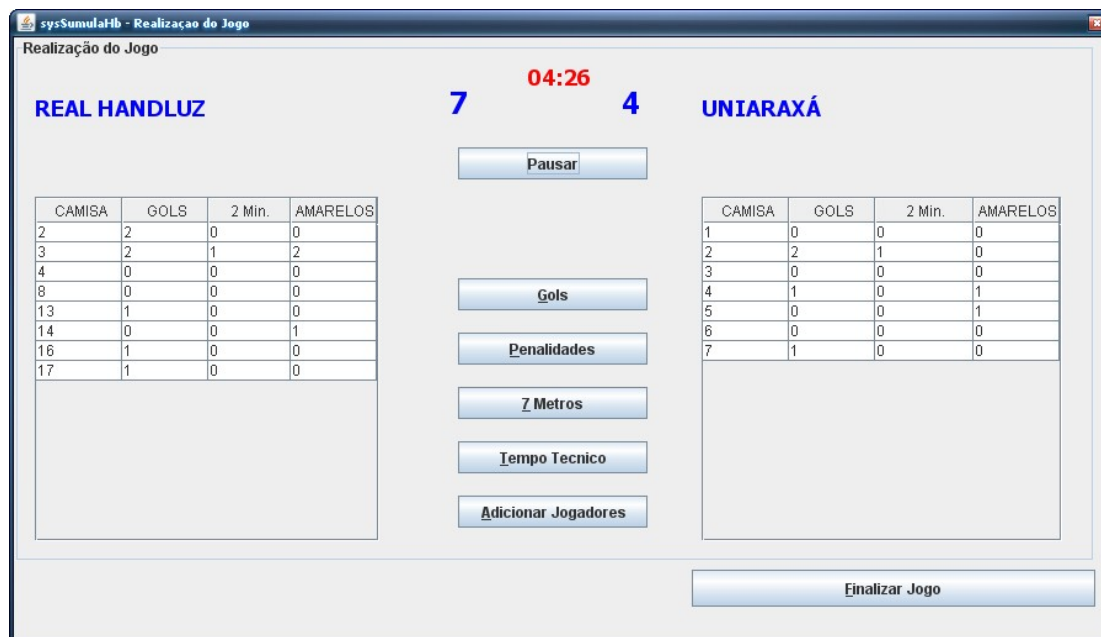 sysSumulaHb - Realizaçao do Jogo
Realização do Jogo
04:26
REAL HANDLUZ 7 4 UNIARAXÁ
Pausar
CAMISA GOLS 2 Min. AMARELOS
2 2 0 0
3 2 1 2
4 0 0 0
8 0 0 0
13 1 0 0
14 0 0 1
16 1 0 0
17 1 0 0
Gols
Penalidades
7 Metros
Tempo Tecnico
Adicionar Jogadores
CAMISA GOLS 2 Min. AMARELOS
1 0 0 0
2 2 1 0
3 0 0 0
4 1 0 1
5 0 0 1
6 0 0 0
7 1 0 0
Finalizar Jogo